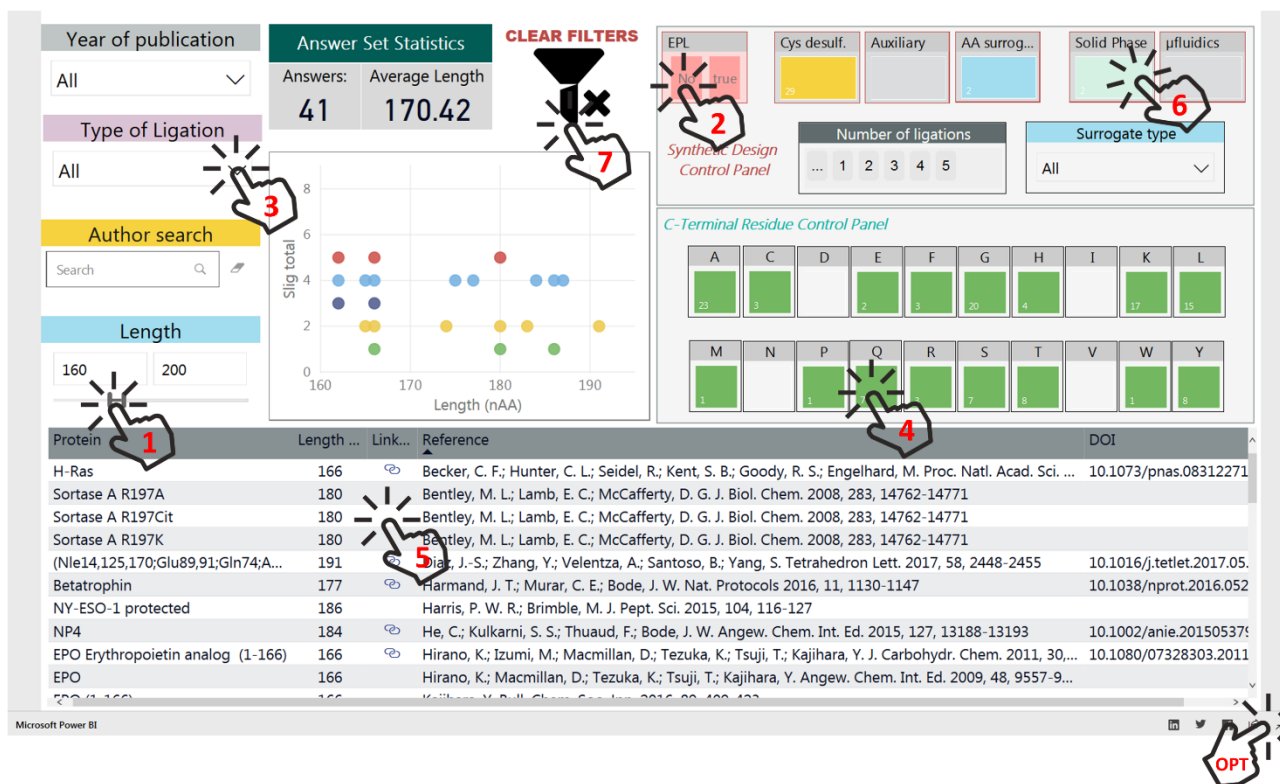 Year of publication
All
Type of Ligation
All
3
Author search
Search
Length
160 200
1
Answer Set Statistics
Answers: Average Length
41 170.42
CLEAR FILTERS
7
Slig total
8
6
4
2
0
160 170 180 190
Length (nAA)
EPL
No true
2
Cys desulf. Auxiliary AA surrog...
29 2
Solid Phase µfluidics
2
6
Synthetic Design
Control Panel
Number of ligations
... 1 2 3 4 5
Surrogate type
All
C-Terminal Residue Control Panel
A C D E F G H I K L
23 3 2 3 20 4 17 15
M N P Q R S T V W Y
1 1 7 8 1 8
4
Protein Length ... Link... Reference DOI
H-Ras 166 Becker, C. F.; Hunter, C. L.; Seidel, R.; Kent, S. B.; Goody, R. S.; Engelhard, M. Proc. Natl. Acad. Sci. ... 10.1073/pnas.08312271
Sortase A R197A 180 Bentley, M. L.; Lamb, E. C.; McCafferty, D. G. J. Biol. Chem. 2008, 283, 14762-14771
Sortase A R197Cit 180 Bentley, M. L.; Lamb, E. C.; McCafferty, D. G. J. Biol. Chem. 2008, 283, 14762-14771
Sortase A R197K 180 Bentley, M. L.; Lamb, E. C.; McCafferty, D. G. J. Biol. Chem. 2008, 283, 14762-14771
5
(Nle14,125,170;Glu89,91;Gln74;A... 191 J.-S.; Zhang, Y.; Velentza, A.; Santoso, B.; Yang, S. Tetrahedron Lett. 2017, 58, 2448-2455 10.1016/j.tetlet.2017.05.
Betatrophin 177 Harmand, J. T.; Murar, C. E.; Bode, J. W. Nat. Protocols 2016, 11, 1130-1147 10.1038/nprot.2016.052
NY-ESO-1 protected 186 Harris, P. W. R.; Brimble, M. J. Pept. Sci. 2015, 104, 116-127
NP4 184 He, C.; Kulkarni, S. S.; Thuaud, F.; Bode, J. W. Angew. Chem. Int. Ed. 2015, 127, 13188-13193 10.1002/anie.201505379
EPO Erythropoietin analog (1-166) 166 Hirano, K.; Izumi, M.; Macmillan, D.; Tezuka, K.; Tsuji, T.; Kajihara, Y. J. Carbohydr. Chem. 2011, 30,... 10.1080/07328303.2011
EPO 166 Hirano, K.; Macmillan, D.; Tezuka, K.; Tsuji, T.; Kajihara, Y. Angew. Chem. Int. Ed. 2009, 48, 9557-9...
EPO (1-166) 166 Kajihara, Y. Bull. Chem. Soc. Jpn. 2016, 89,
Microsoft Power BI
OPT